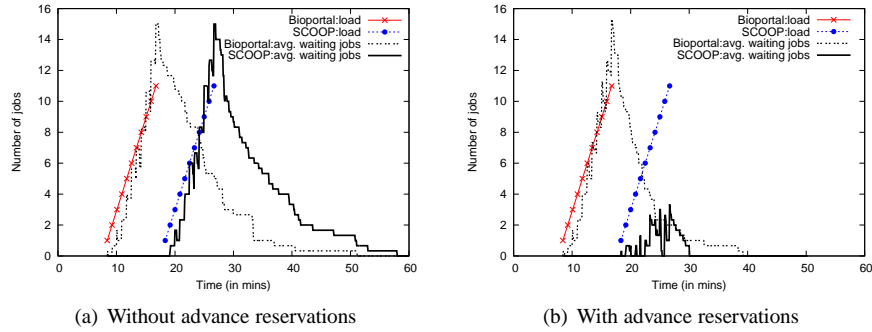 Bioportal:load
SCOOP:load
Bioportal:avg. waiting jobs
SCOOP:avg. waiting jobs
16
14
12
10
8
6
4
2
0
Number of jobs
0 10 20 30 40 50 60
Time (in mins)
(a) Without advance reservations
Bioportal:load
SCOOP:load
Bioportal:avg. waiting jobs
SCOOP:avg. waiting jobs
16
14
12
10
8
6
4
2
0
Number of jobs
0 10 20 30 40 50 60
Time (in mins)
(b) With advance reservations